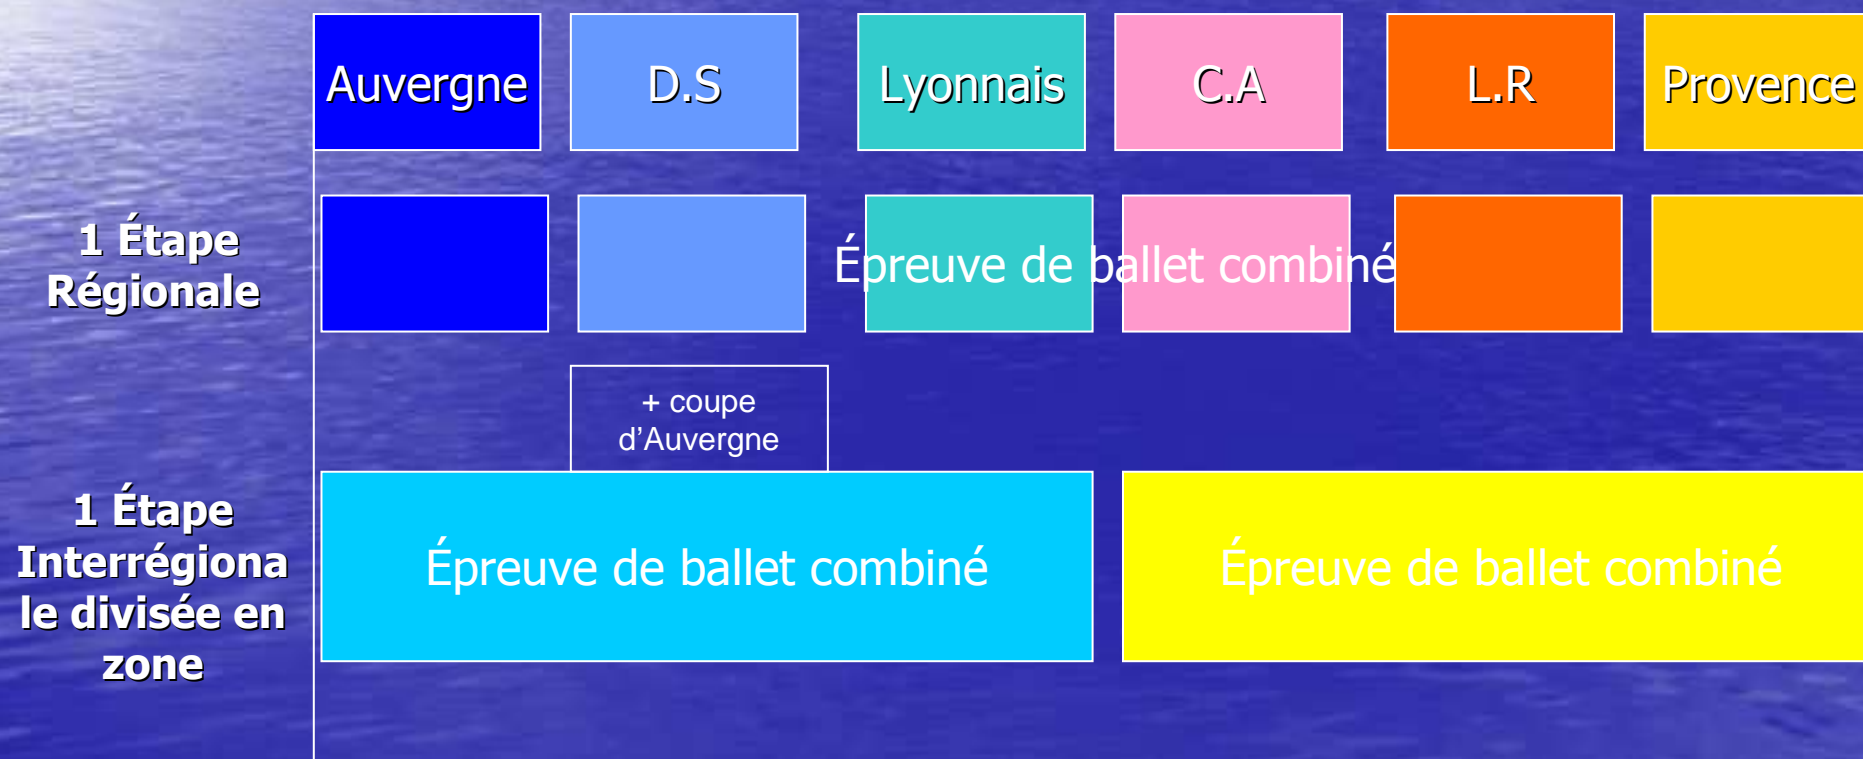 Auvergne
D.S
Lyonnais
C.A
L.R
Provence
1 Étape
Régionale
Épreuve de ballet combiné
+ coupe
d’Auvergne
1 Étape
Interrégiona
le divisée en
zone
Épreuve de ballet combiné
Épreuve de ballet combiné